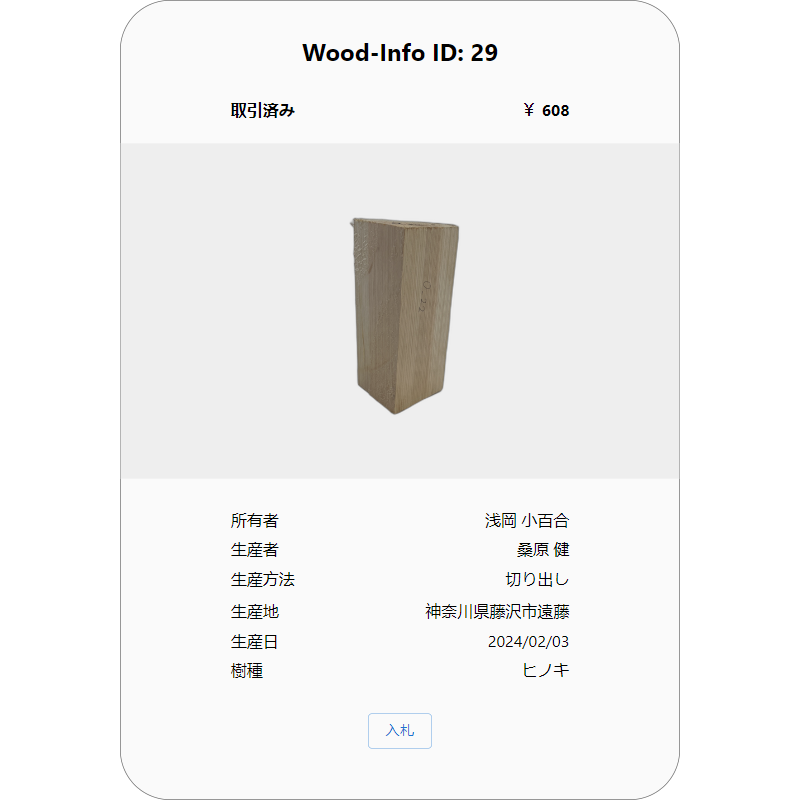 Wood-Info ID: 29
取引済み ¥ 608
所有者 浅岡 小百合
生産者 桑原 健
生産方法 切り出し
生産地 神奈川県藤沢市遠藤
生産日 2024/02/03
樹種 ヒノキ
入札